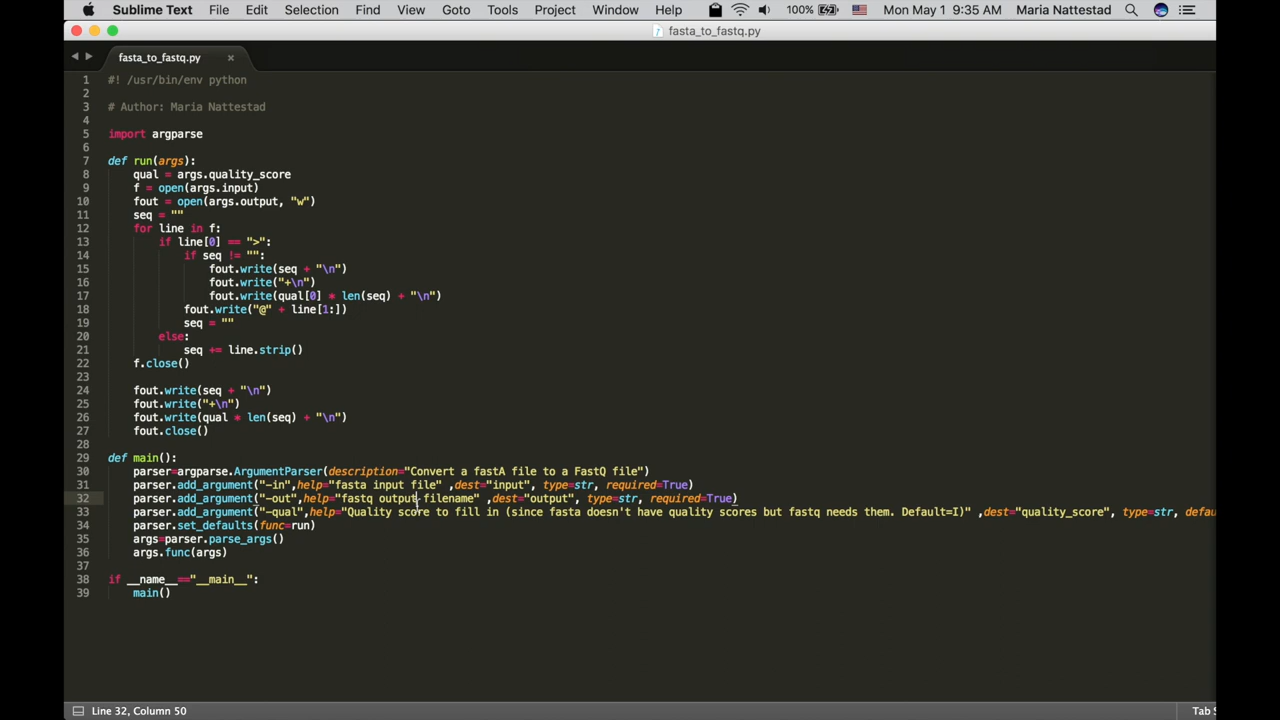 Sublime Text File Edit Selection Find View Goto Tools Project Window Help 100% Mon May 1 9:35 AM Maria Nattestad
fasta_to_fastq.py
fasta_to_fastq.py ×
1 #! /usr/bin/env python
2
3 # Author: Maria Nattestad
4
5 import argparse
6
7 def run(args):
8 qual = args.quality_score
9 f = open(args.input)
10 fout = open(args.output, "w")
11 seq = ""
12 for line in f:
13 if line[0] == ">":
14 if seq != "":
15 fout.write(seq + "\n")
16 fout.write("+\n")
17 fout.write(qual[0] * len(seq) + "\n")
18 fout.write("@" + line[1:])
19 seq = ""
20 else:
21 seq += line.strip()
22 f.close()
23
24 fout.write(seq + "\n")
25 fout.write("+\n")
26 fout.write(qual * len(seq) + "\n")
27 fout.close()
28
29 def main():
30 parser=argparse.ArgumentParser(description="Convert a fastA file to a FastQ file")
31 parser.add_argument("-in",help="fasta input file" ,dest="input", type=str, required=True)
32 parser.add_argument("-out",help="fastq output filename" ,dest="output", type=str, required=True)
33 parser.add_argument("-qual",help="Quality score to fill in (since fasta doesn't have quality scores but fastq needs them. Default=I)" ,dest="quality_score", type=str, defau
34 parser.set_defaults(func=run)
35 args=parser.parse_args()
36 args.func(args)
37
38 if __name__=="__main__":
39 main()
Line 32, Column 50 Tab S